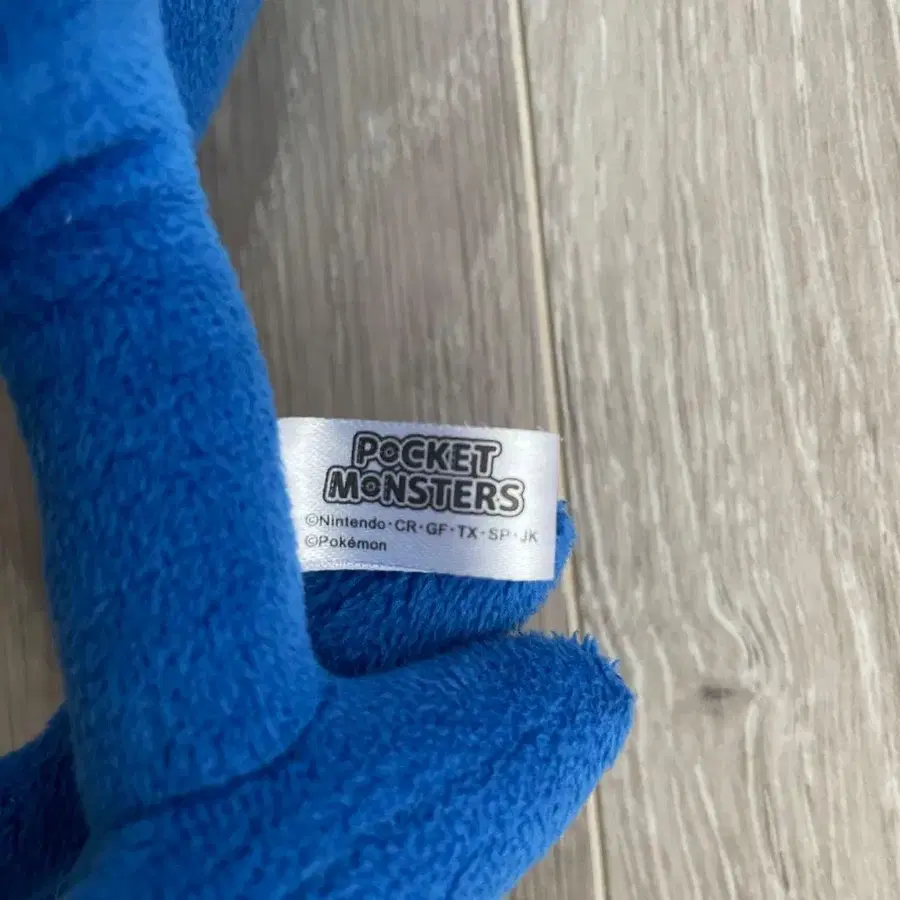 POCKET
MONSTERS
©Nintendo・CR・GF・TX・SP・JK
©Pokémon